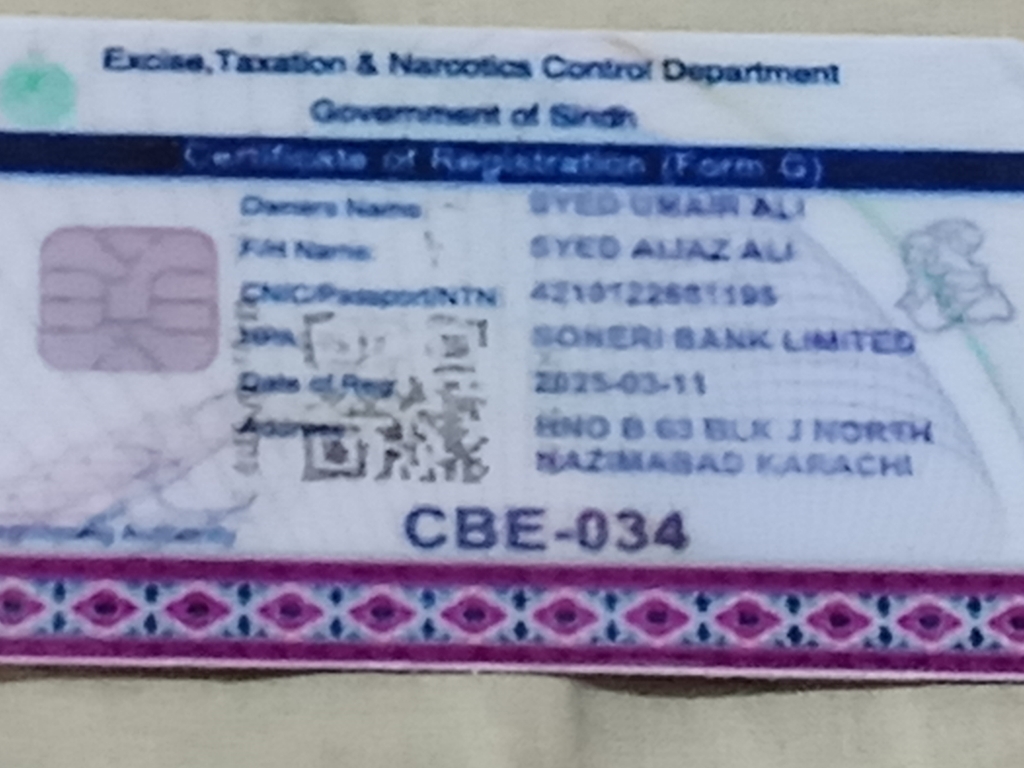 Excise, Taxation & Narcotics Control Department
Government of Sindh
Certificate of Registration (Form G)
Owners Name: SYED UMAIR ALI
F/H Name: SYED AIJAZ ALI
CNIC/Passport/NTN:
HPA SONERI BANK LIMITED
Date of Reg: 2025-03-11
Address: HNO B 63 BLK J NORTH
NAZIMABAD KARACHI
Authority
CBE-034